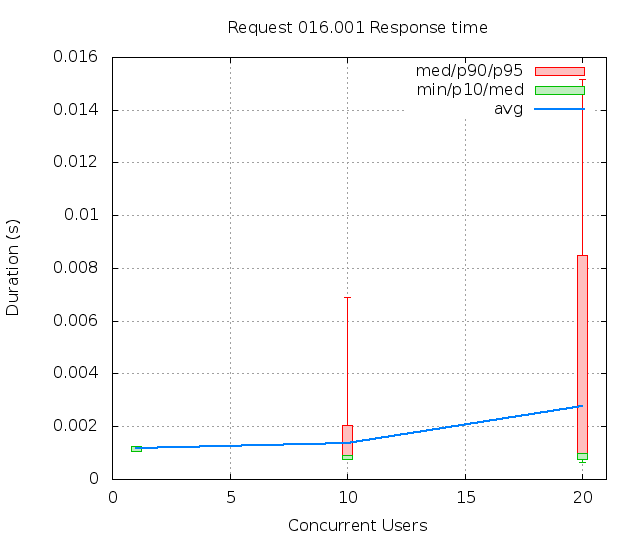 Request 016.001 Response time
0.016
0.014
0.012
0.01
0.008
0.006
0.004
0.002
0
Duration (s)
med/p90/p95
min/p10/med
avg
0 5 10 15 20
Concurrent Users